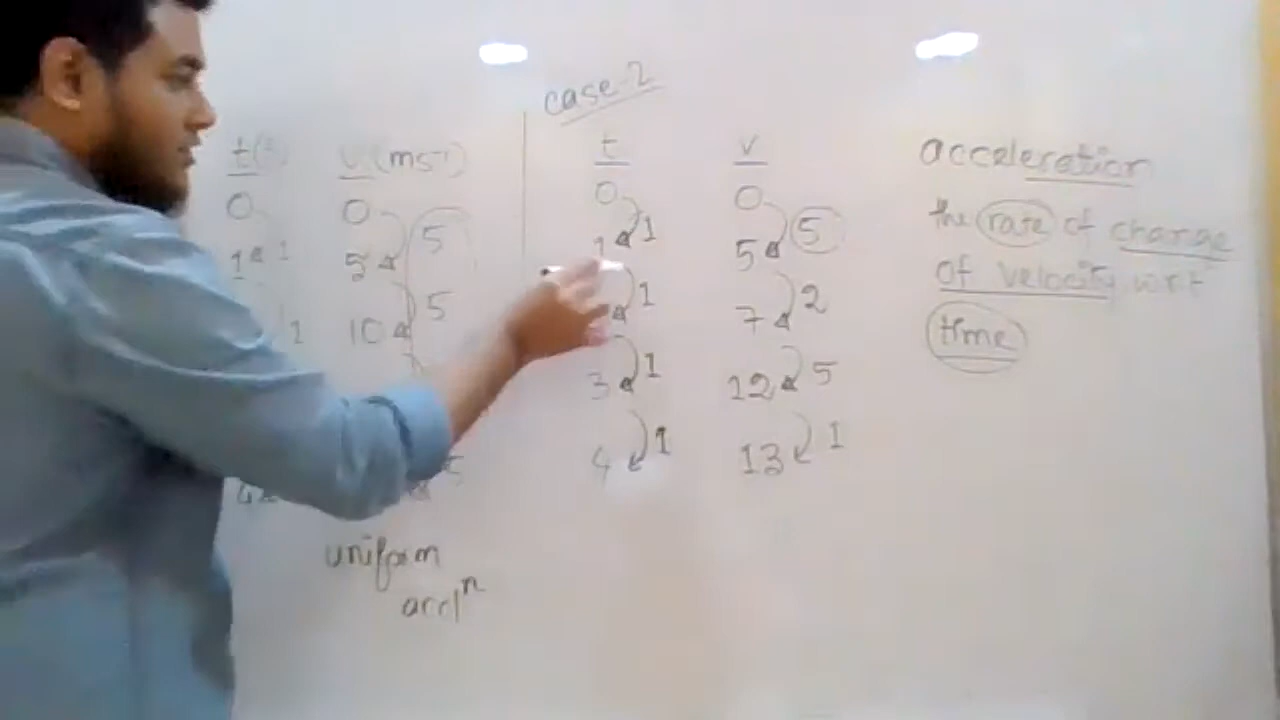 case-2
t(s) v(ms-1)
0 0
1 1 5 5
1 10 5
uniform
accln
t v
0 0
1 1 5 5
1 7 2
3 1 12 5
4 1 13 1
acceleration
the rate of change
of velocity w.r.t
time